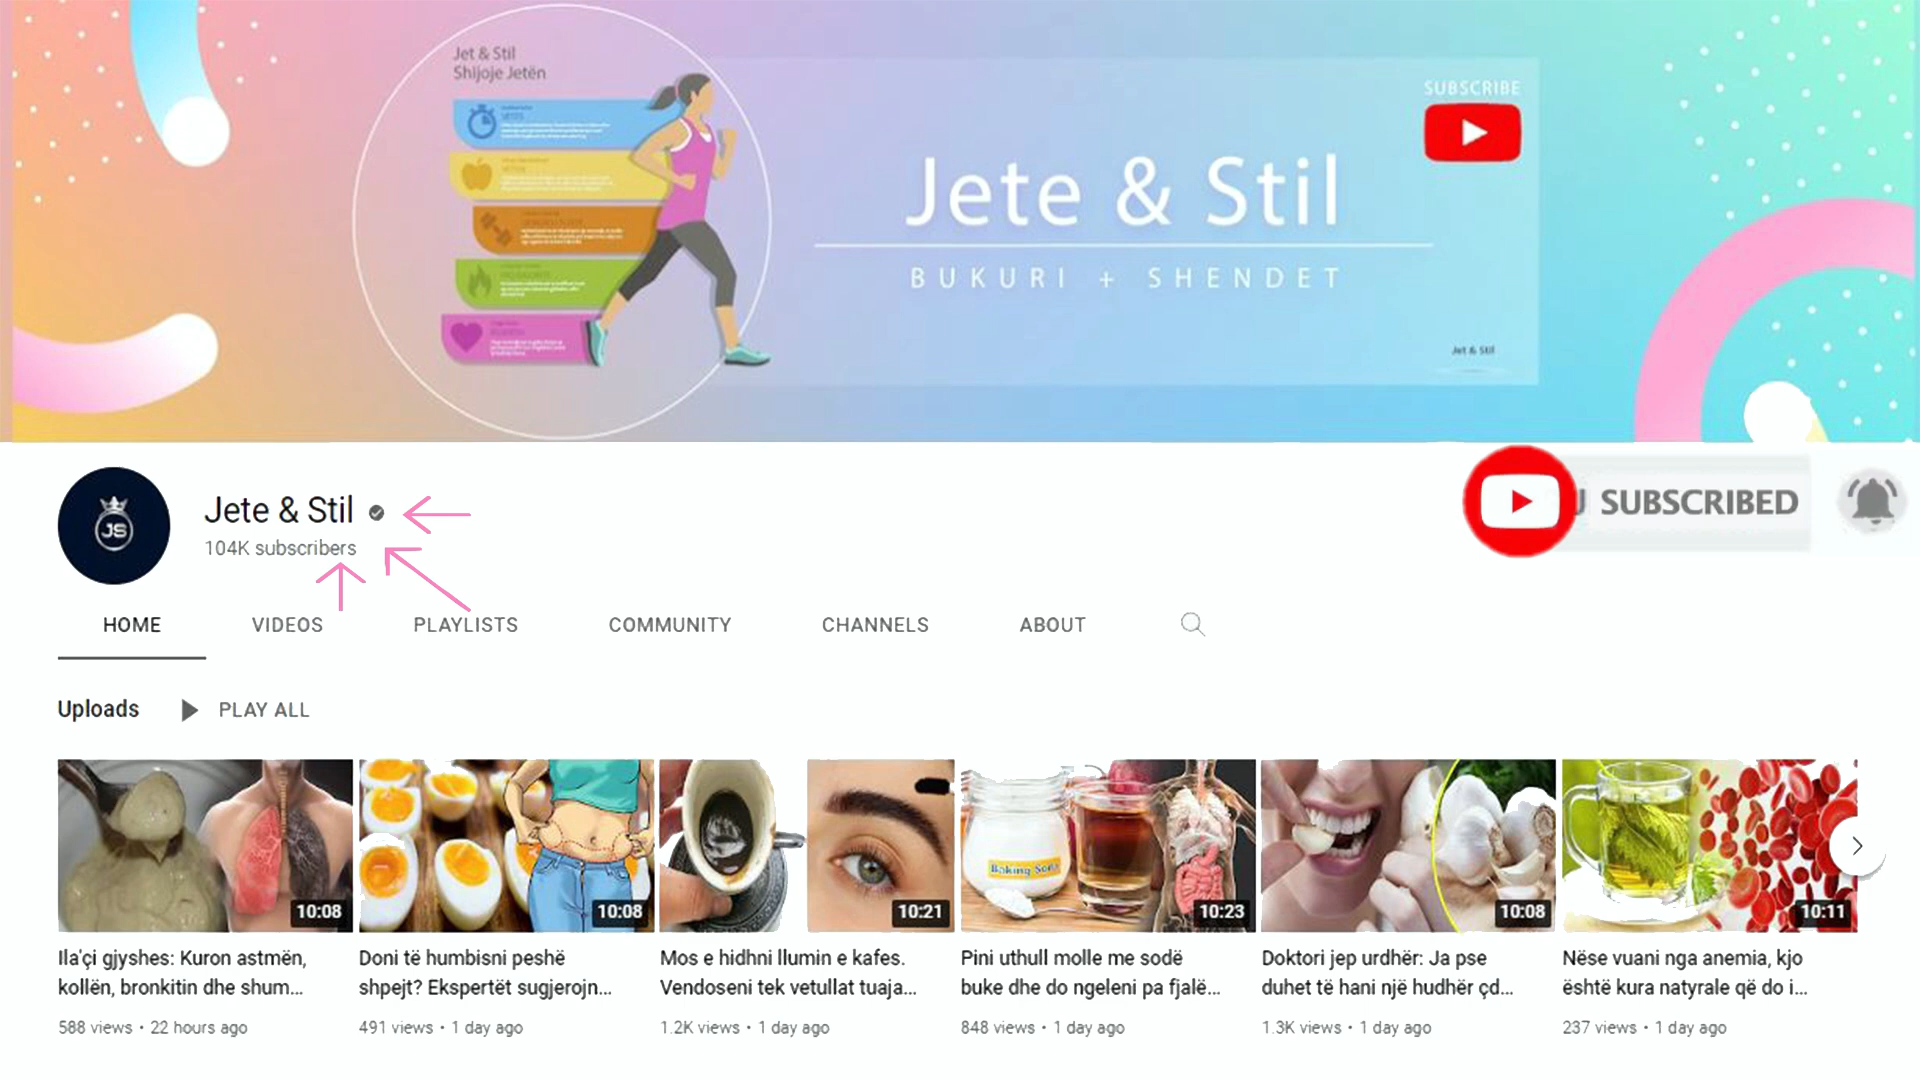 Jet & Stil
Shijoje Jetën
SUBSCRIBE
Jete & Stil
BUKURI + SHENDET
Jet & Stil
JS
Jete & Stil
104K subscribers
SUBSCRIBED
HOME VIDEOS PLAYLISTS COMMUNITY CHANNELS ABOUT
Uploads PLAY ALL
10:08 10:08 10:21 Baking Soda 10:23 10:08 10:11
Ila'çi gjyshes: Kuron astmën,
kollën, bronkitin dhe shum...
588 views • 22 hours ago
Doni të humbisni peshë
shpejt? Ekspertët sugjerojn...
491 views • 1 day ago
Mos e hidhni llumin e kafes.
Vendoseni tek vetullat tuaja...
1.2K views • 1 day ago
Pini uthull molle me sodë
buke dhe do ngeleni pa fjalë...
848 views • 1 day ago
Doktori jep urdhër: Ja pse
duhet të hani një hudhër çd...
1.3K views • 1 day ago
Nëse vuani nga anemia, kjo
është kura natyrale që do i...
237 views • 1 day ago